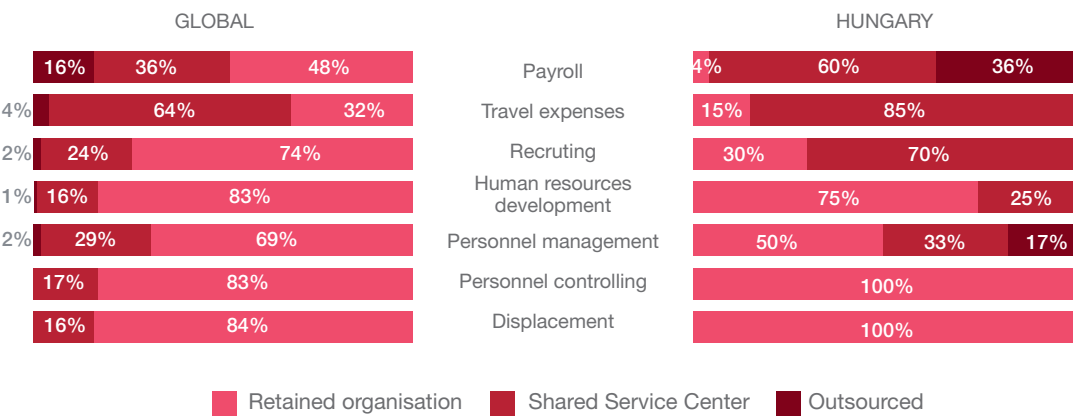 GLOBAL HUNGARY
16% 36% 48% Payroll 4% 60% 36%
4% 64% 32% Travel expenses 15% 85%
2% 24% 74% Recruting 30% 70%
1% 16% 83% Human resources development 75% 25%
2% 29% 69% Personnel management 50% 33% 17%
17% 83% Personnel controlling 100%
16% 84% Displacement 100%
Retained organisation Shared Service Center Outsourced